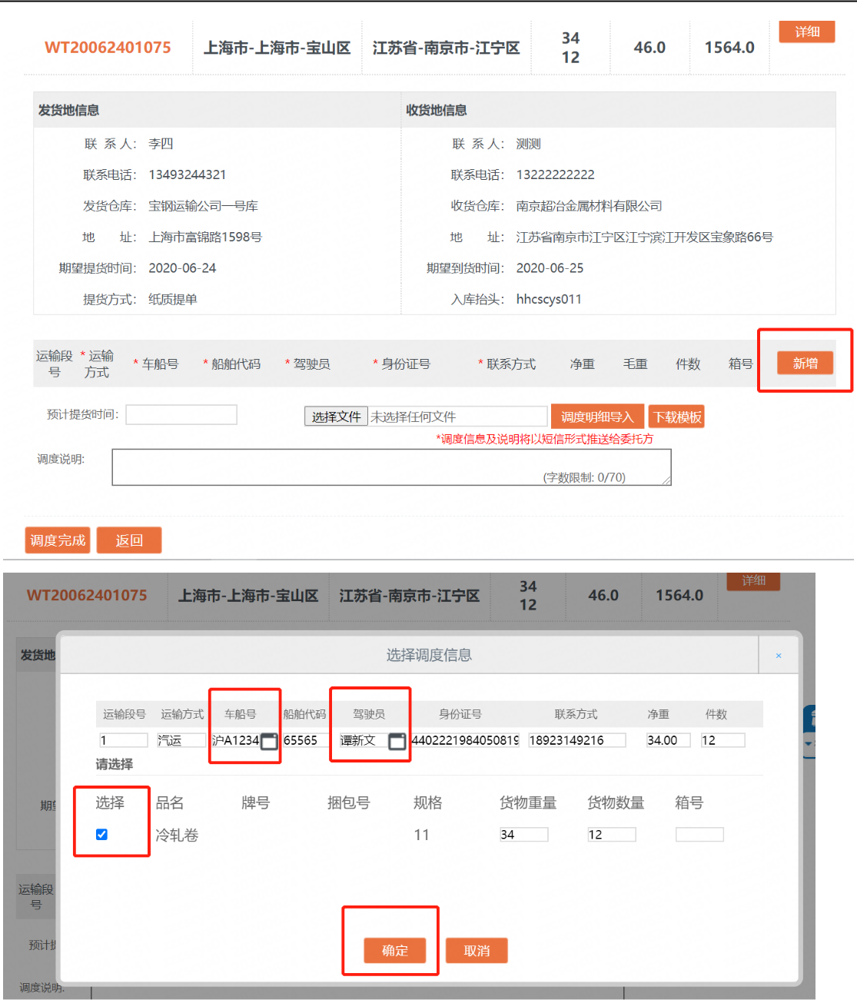 WT20062401075 上海市-上海市-宝山区 江苏省-南京市-江宁区 34 12 46.0 1564.0 详细
发货地信息 收货地信息
联 系 人： 李四 联 系 人： 测测
联系电话： 13493244321 联系电话： 13222222222
发货仓库： 宝钢运输公司一号库 收货仓库： 南京超冶金属材料有限公司
地 址： 上海市富锦路1598号 地 址： 江苏省南京市江宁区江宁滨江开发区宝象路66号
期望提货时间： 2020-06-24 期望到货时间： 2020-06-25
提货方式： 纸质提单 入库抬头： hhcscys011
运输段号 * 运输方式 * 车船号 * 船舶代码 * 驾驶员 * 身份证号 * 联系方式 净重 毛重 件数 箱号 新增
预计提货时间： 选择文件 未选择任何文件 调度明细导入 下载模板
*调度信息及说明将以短信形式推送给委托方
调度说明:
(字数限制: 0/70)
调度完成 返回
WT20062401075 上海市-上海市-宝山区 江苏省-南京市-江宁区 34 12 46.0 1564.0 详细
发货地
选择调度信息 ×
运输段号 运输方式 车船号 船舶代码 驾驶员 身份证号 联系方式 净重 件数
1 汽运 沪A1234 65565 谭新文 4402221984050819 18923149216 34.00 12
请选择
选择 品名 牌号 捆包号 规格 货物重量 货物数量 箱号
期
冷轧卷 11 34 12
运输段号
预计
确定 取消
调度说明: